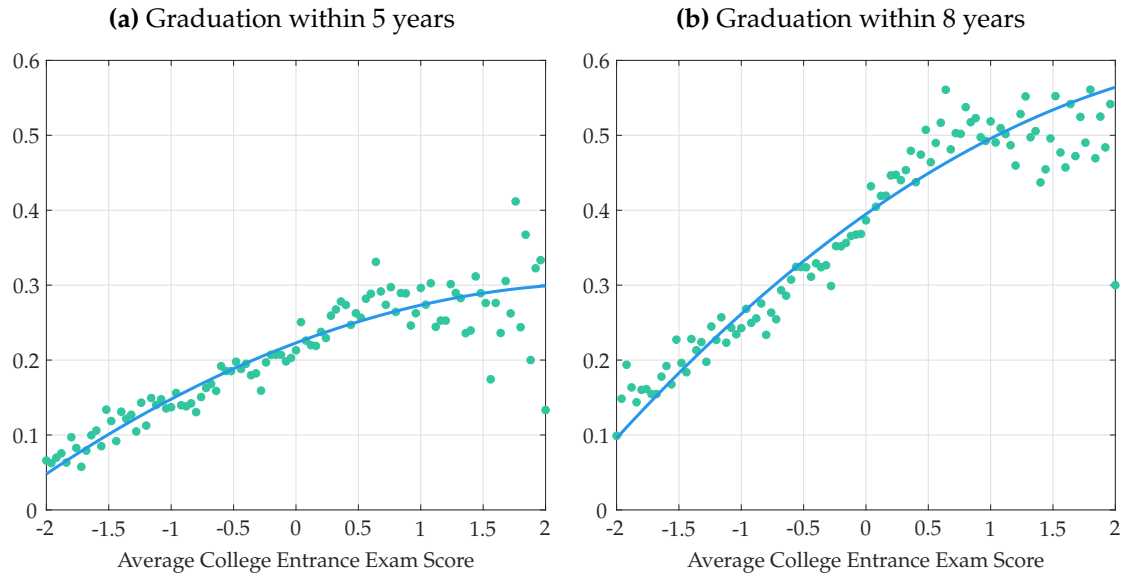 (a) Graduation within 5 years
0.6
0.5
0.4
0.3
0.2
0.1
0
-2 -1.5 -1 -0.5 0 0.5 1 1.5 2
Average College Entrance Exam Score
(b) Graduation within 8 years
0.6
0.5
0.4
0.3
0.2
0.1
0
-2 -1.5 -1 -0.5 0 0.5 1 1.5 2
Average College Entrance Exam Score